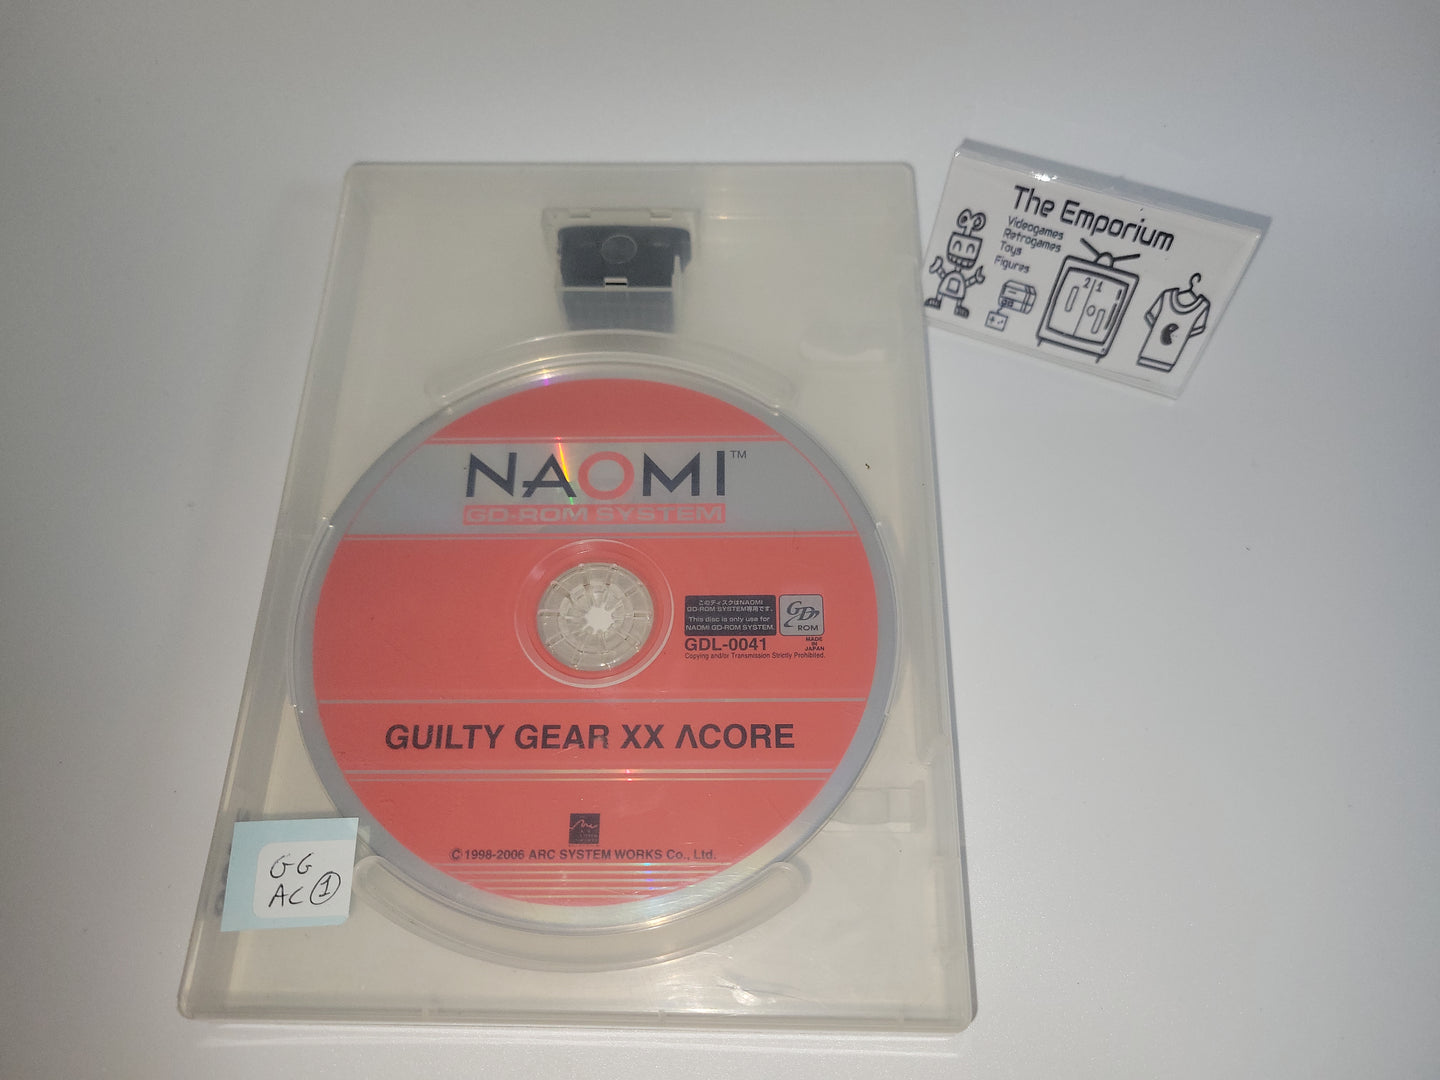 The Emporium
Videogames
Retrogames
Toys
Figures
2 1
NAOMI™
GD-ROM SYSTEM
このディスクはNAOMI
GD-ROM SYSTEM専用です。
This disc is only use for
NAOMI GD-ROM SYSTEM.
GD
ROM
GDL-0041
MADE
IN
JAPAN
Copying and/or Transmission Strictly Prohibited.
GUILTY GEAR XX ΛCORE
© 1998-2006 ARC SYSTEM WORKS Co., Ltd.
GG
AC ①